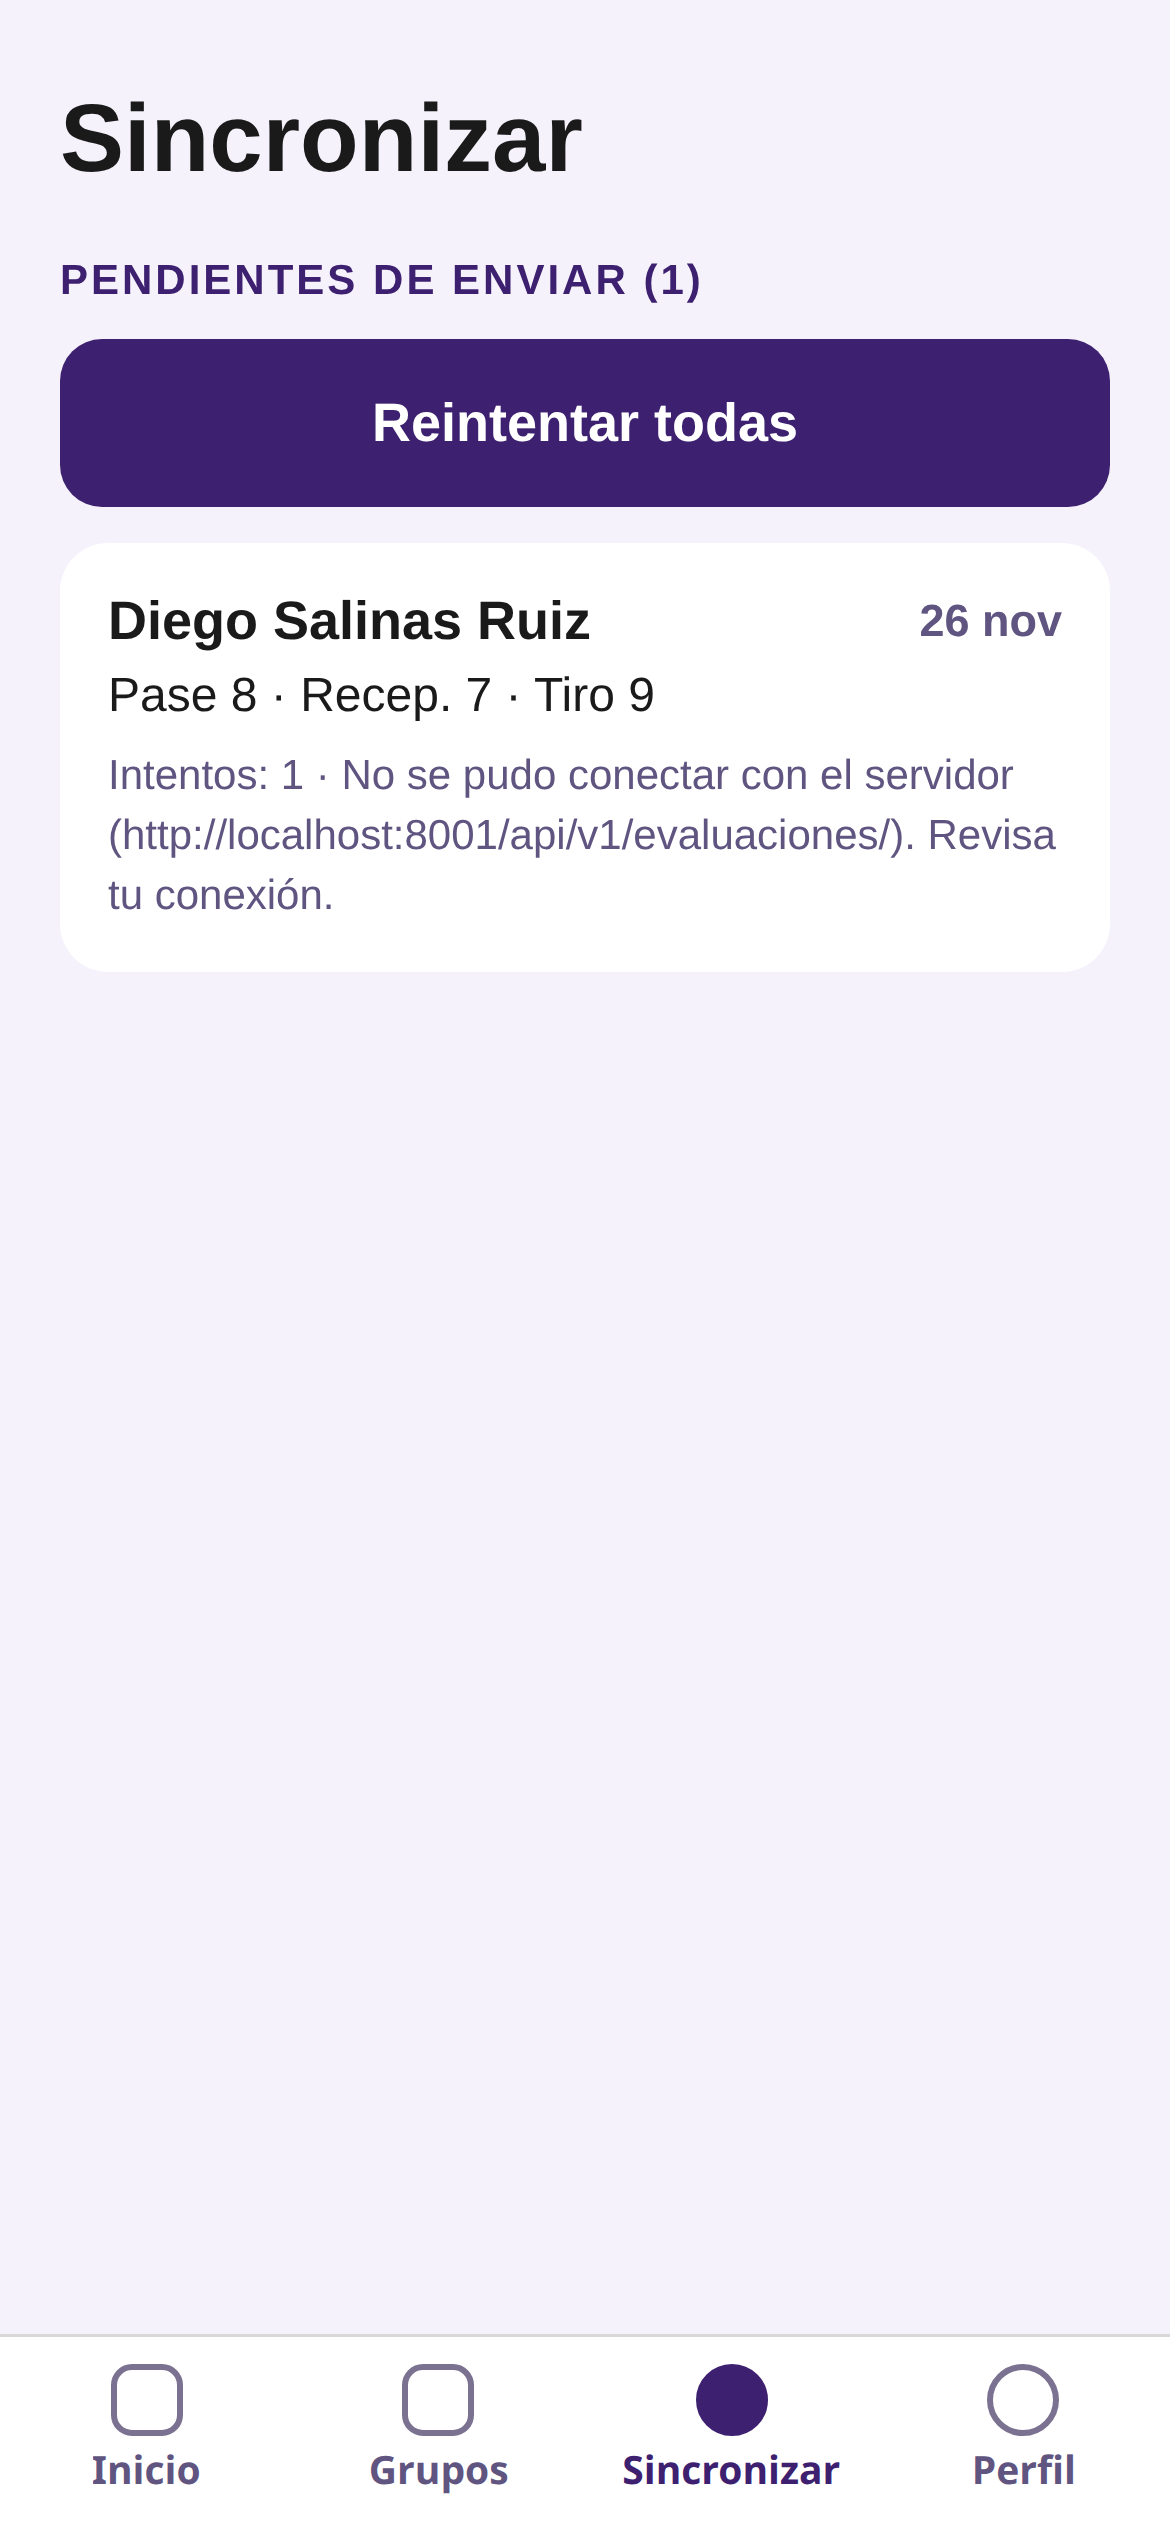 Sincronizar
PENDIENTES DE ENVIAR (1)
Reintentar todas
Diego Salinas Ruiz
26 nov
Pase 8 · Recep. 7 · Tiro 9
Intentos: 1 · No se pudo conectar con el servidor
(http://localhost:8001/api/v1/evaluaciones/). Revisa
tu conexión.
Inicio
Grupos
Sincronizar
Perfil